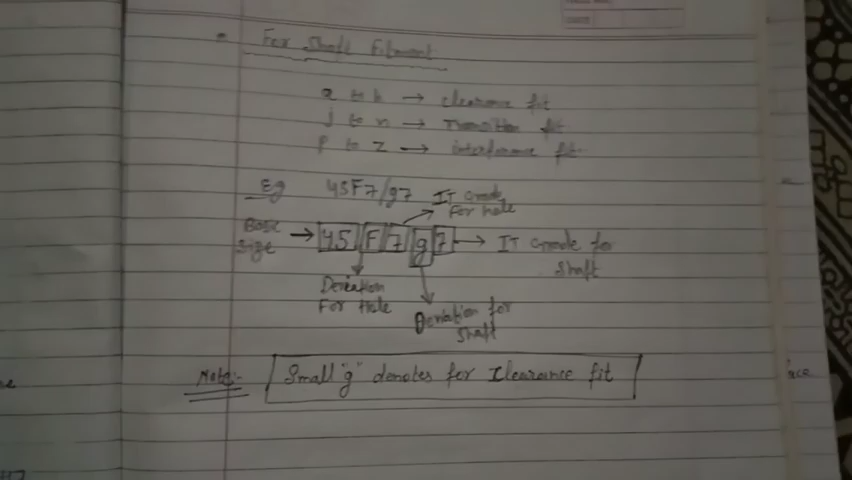 For Shaft Filament
a to h → clearance fit
j to n → Transition fit
p to z → interference fit
Eg 45F7/g7
IT Grade
For hole
Basic
Size → 45 F 7 g 7 → IT Grade for
Shaft
Deviation
For Hole
Deviation for
Shaft
Note:- Small "g" denotes for Clearance fit